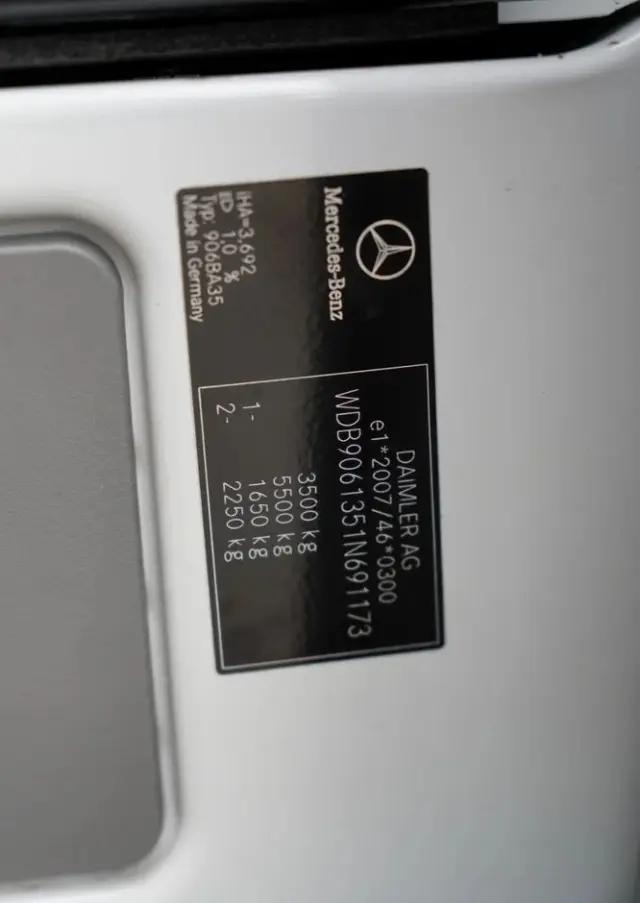 Mercedes-Benz
iHA=3,692
1,0 %
Typ: 906BA35
Made in Germany
DAIMLER AG
e1*2007/46*0300
WDB9061351N691173
3500 kg
5500 kg
1- 1650 kg
2- 2250 kg